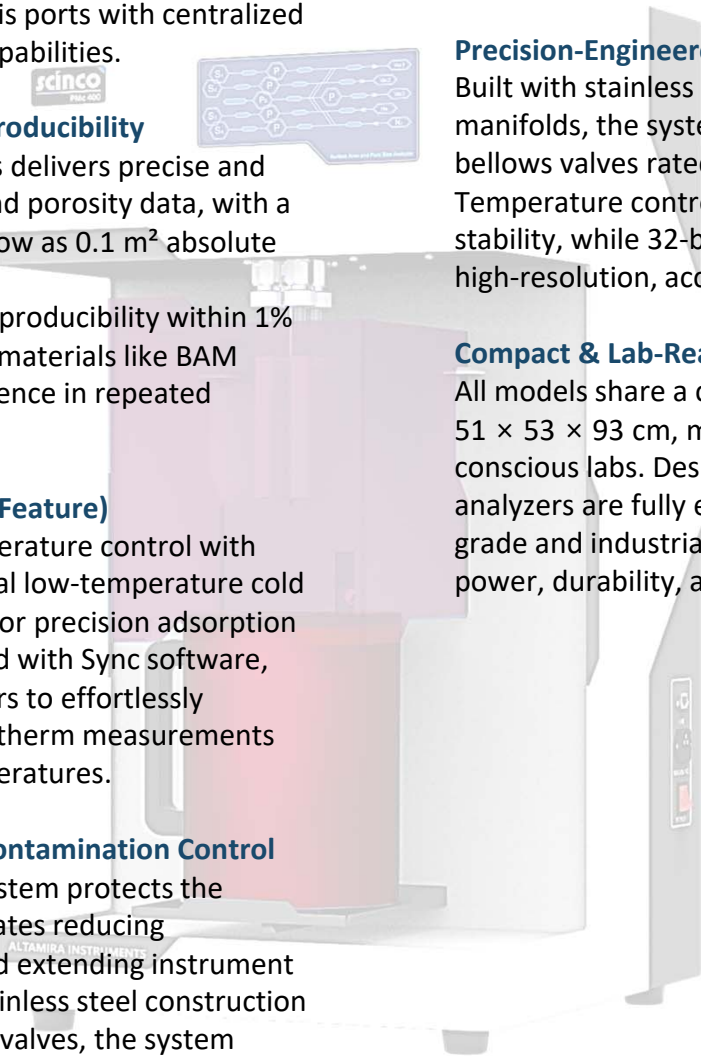 is ports with centralized
pabilities.
roducibility
s delivers precise and
nd porosity data, with a
ow as 0.1 m² absolute
producibility within 1%
materials like BAM
ence in repeated
Feature)
erature control with
al low-temperature cold
or precision adsorption
d with Sync software,
rs to effortlessly
therm measurements
peratures.
ontamination Control
stem protects the
ates reducing
d extending instrument
inless steel construction
valves, the system
Precision-Engineere
Built with stainless
manifolds, the syste
bellows valves rated
Temperature contro
stability, while 32-b
high-resolution, acc
Compact & Lab-Rea
All models share a c
51 × 53 × 93 cm, m
conscious labs. Des
analyzers are fully e
grade and industria
power, durability, a
scinco
ALTAMIRA INSTRUMENTS